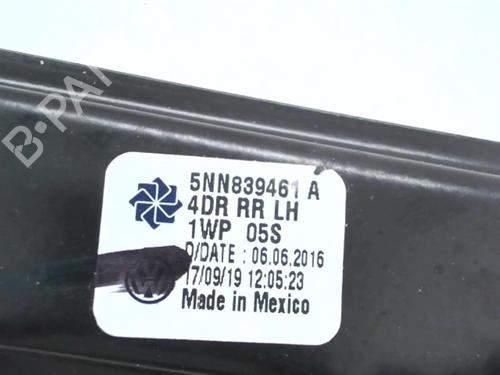 B-PA
5NN839461 A
4DR RR LH
1WP 05S
D/DATE : 06.06.2016
17/09/19 12:05:23
Made in Mexico